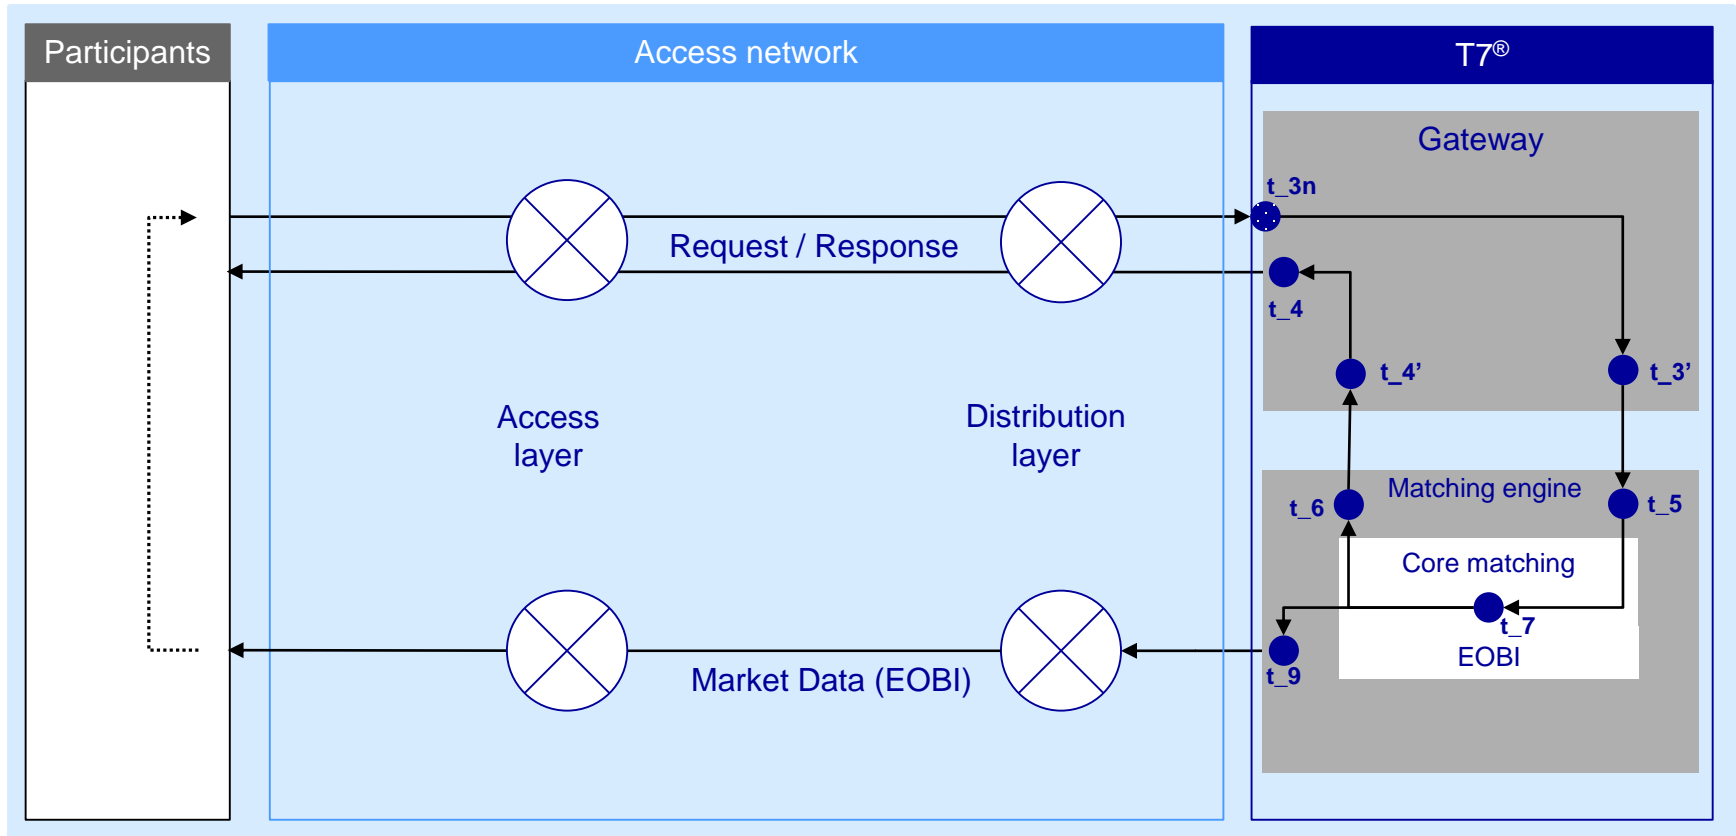 Participants
Access network
T7®
Gateway
t_3n
Request / Response
t_4
t_4’
t_3’
Access
layer
Distribution
layer
Matching engine
t_6
t_5
Core matching
t_7
EOBI
t_9
Market Data (EOBI)